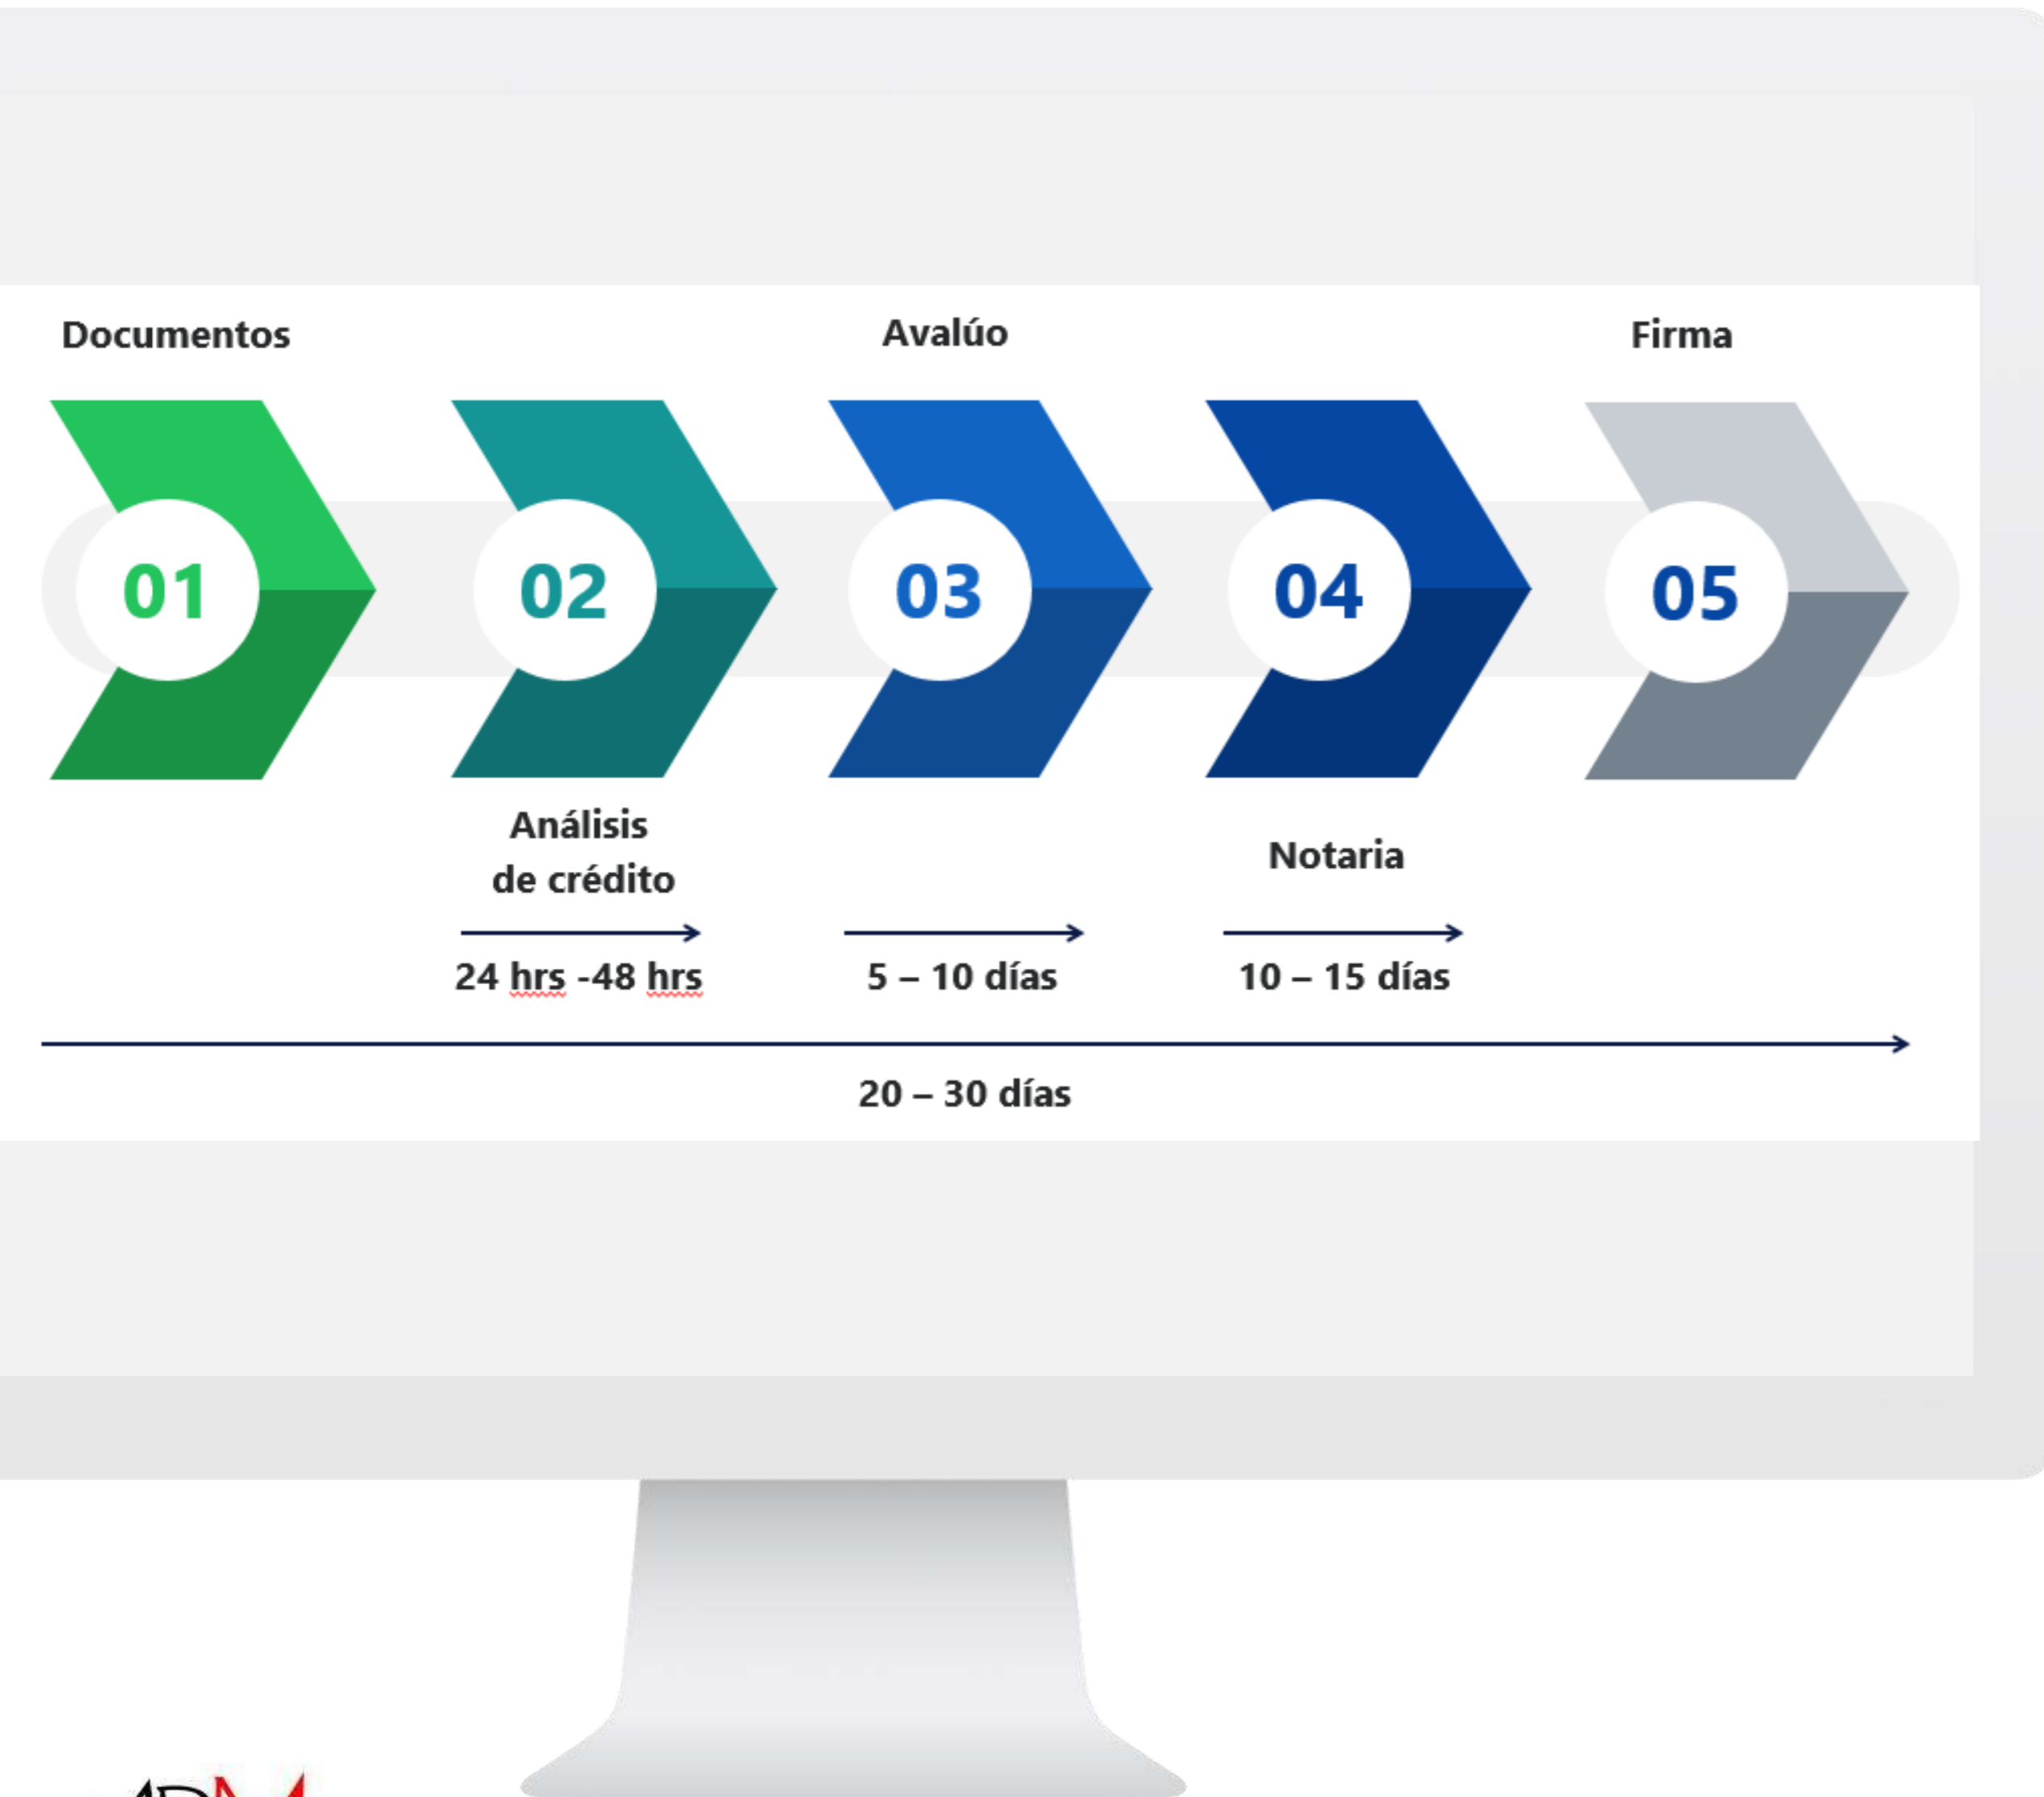 Documentos
Avalúo
Firma
01
02
03
04
05
Análisis
de crédito
Notaria
24 hrs -48 hrs
5 – 10 días
10 – 15 días
20 – 30 días